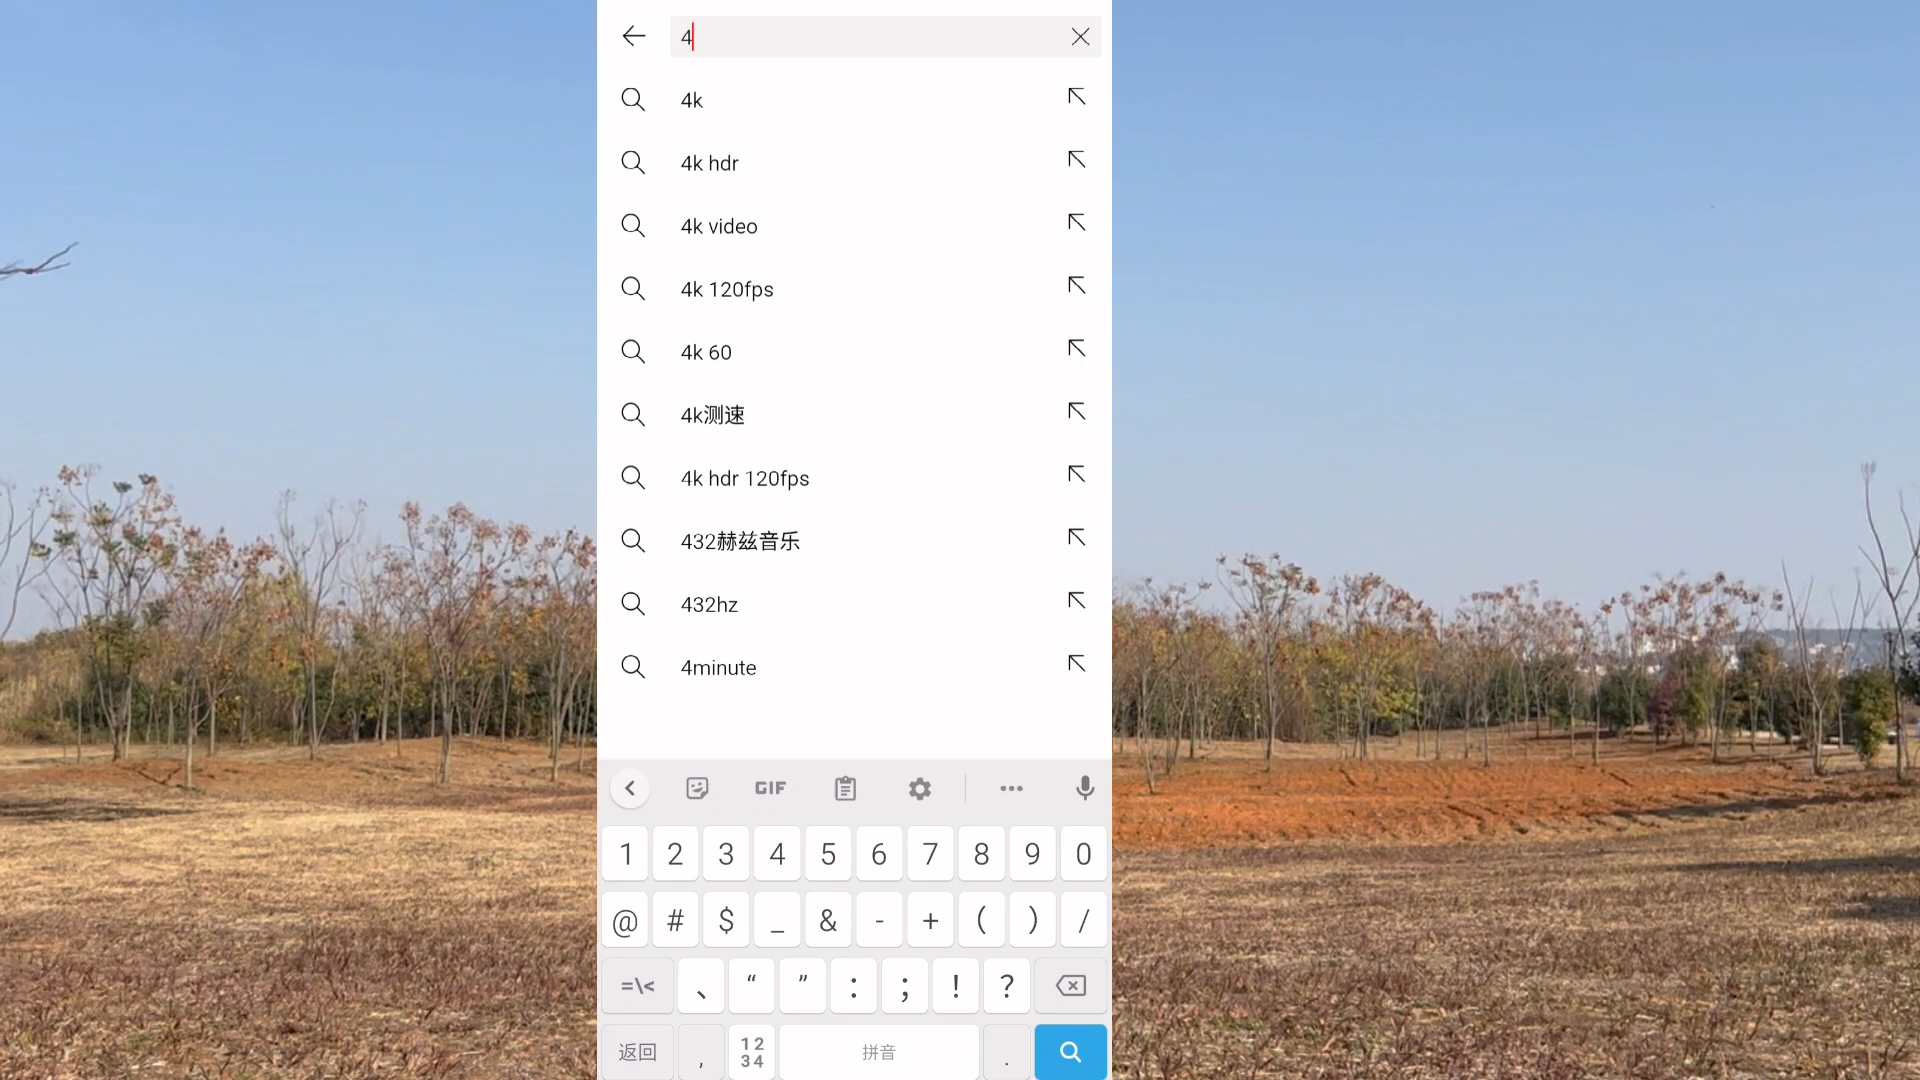 4
4k
4k hdr
4k video
4k 120fps
4k 60
4k测速
4k hdr 120fps
432赫兹音乐
432hz
4minute
GIF
1 2 3 4 5 6 7 8 9 0
@ # $ _ & - + ( ) /
=\< 、 “ ” : ; ! ?
返回 , 1234 拼音 .